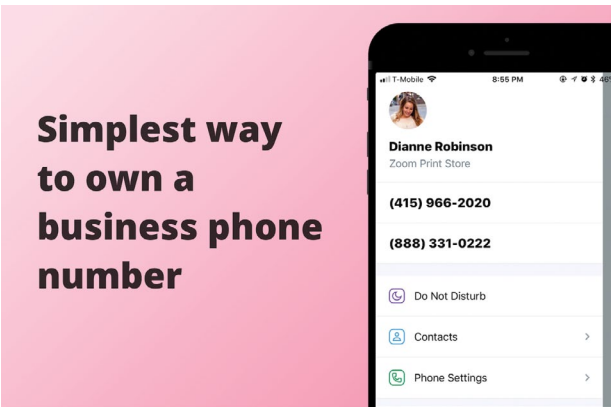 Simplest way
to own a
business phone
number
T-Mobile 8:55 PM
Dianne Robinson
Zoom Print Store
(415) 966-2020
(888) 331-0222
Do Not Disturb
Contacts
Phone Settings